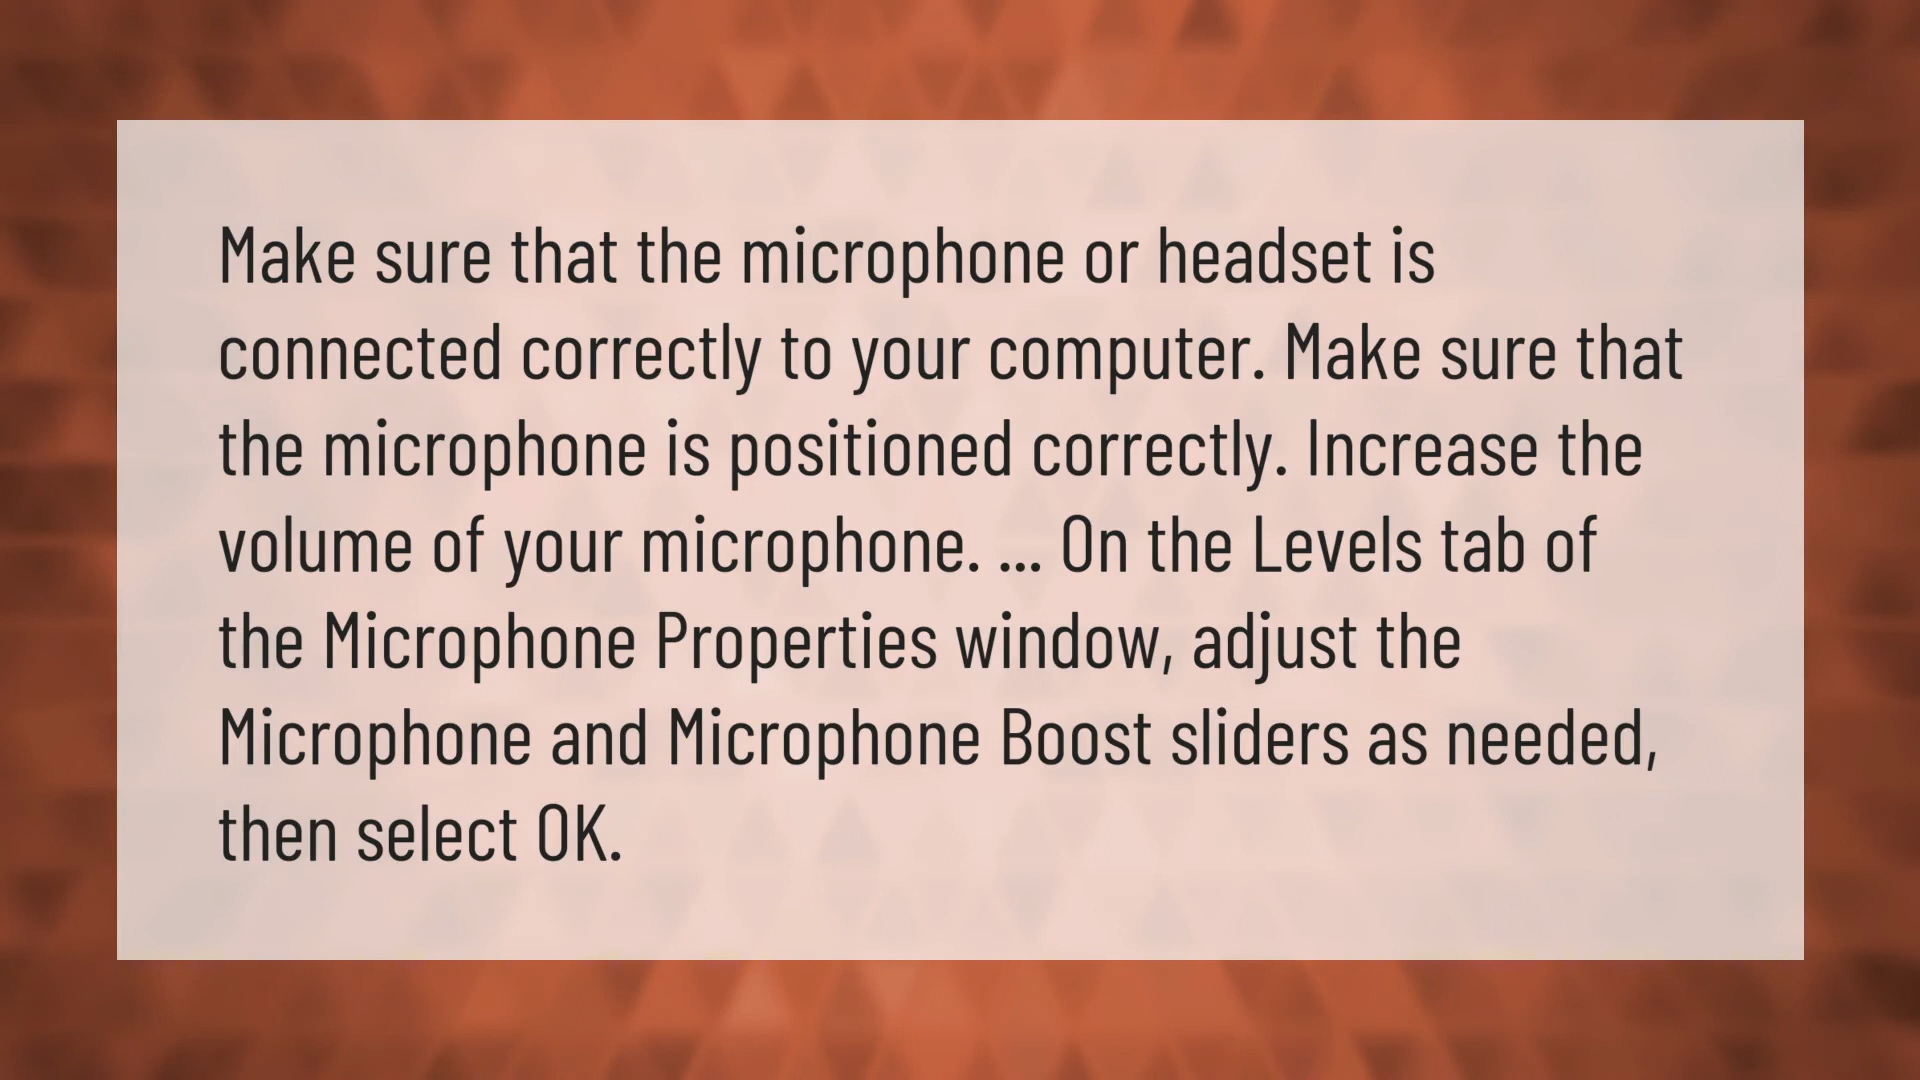 Make sure that the microphone or headset is
connected correctly to your computer. Make sure that
the microphone is positioned correctly. Increase the
volume of your microphone. ... On the Levels tab of
the Microphone Properties window, adjust the
Microphone and Microphone Boost sliders as needed,
then select OK.